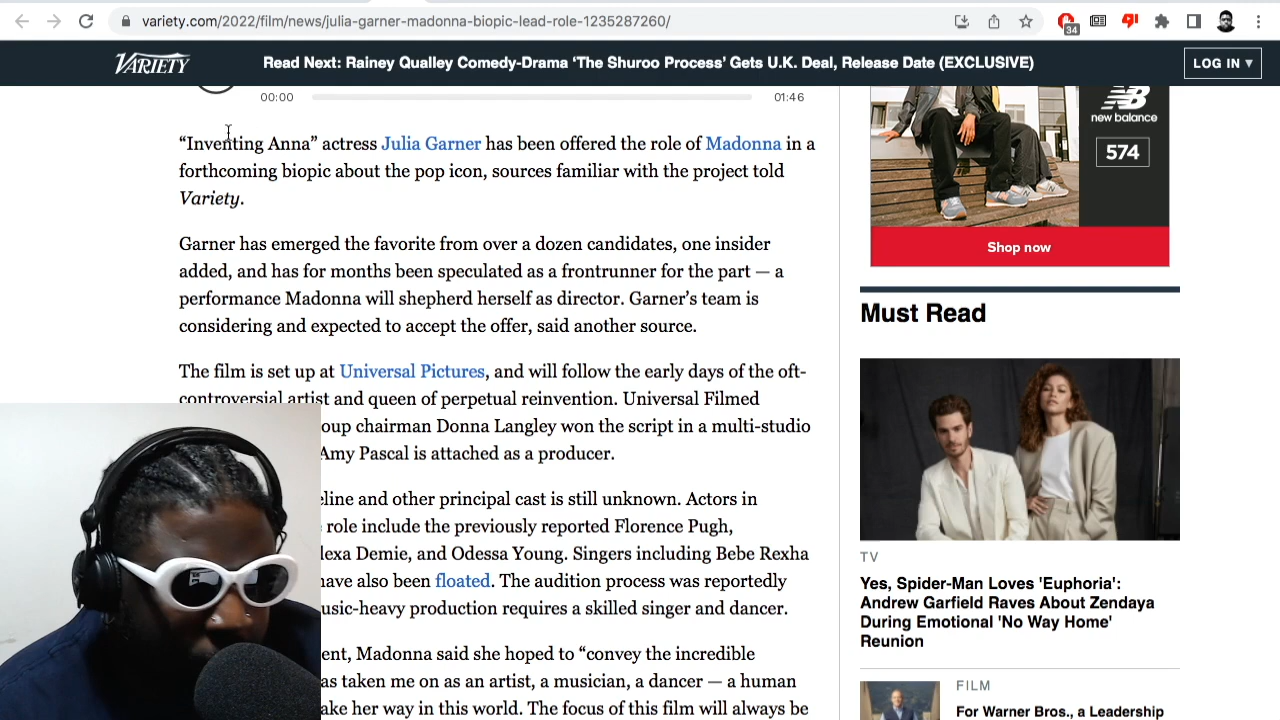 variety.com/2022/film/news/julia-garner-madonna-biopic-lead-role-1235287260/
34
VARIETY
Read Next: Rainey Qualley Comedy-Drama ‘The Shuroo Process’ Gets U.K. Deal, Release Date (EXCLUSIVE)
LOG IN ▾
00:00
01:46
“Inventing Anna” actress Julia Garner has been offered the role of Madonna in a
forthcoming biopic about the pop icon, sources familiar with the project told
Variety.
Garner has emerged the favorite from over a dozen candidates, one insider
added, and has for months been speculated as a frontrunner for the part — a
performance Madonna will shepherd herself as director. Garner’s team is
considering and expected to accept the offer, said another source.
The film is set up at Universal Pictures, and will follow the early days of the oft-
controversial artist and queen of perpetual reinvention. Universal Filmed
oup chairman Donna Langley won the script in a multi-studio
Amy Pascal is attached as a producer.
eline and other principal cast is still unknown. Actors in
role include the previously reported Florence Pugh,
lexa Demie, and Odessa Young. Singers including Bebe Rexha
have also been floated. The audition process was reportedly
usic-heavy production requires a skilled singer and dancer.
ent, Madonna said she hoped to “convey the incredible
as taken me on as an artist, a musician, a dancer — a human
ake her way in this world. The focus of this film will always be
new balance
574
Shop now
Must Read
TV
Yes, Spider-Man Loves 'Euphoria':
Andrew Garfield Raves About Zendaya
During Emotional 'No Way Home'
Reunion
FILM
For Warner Bros., a Leadership